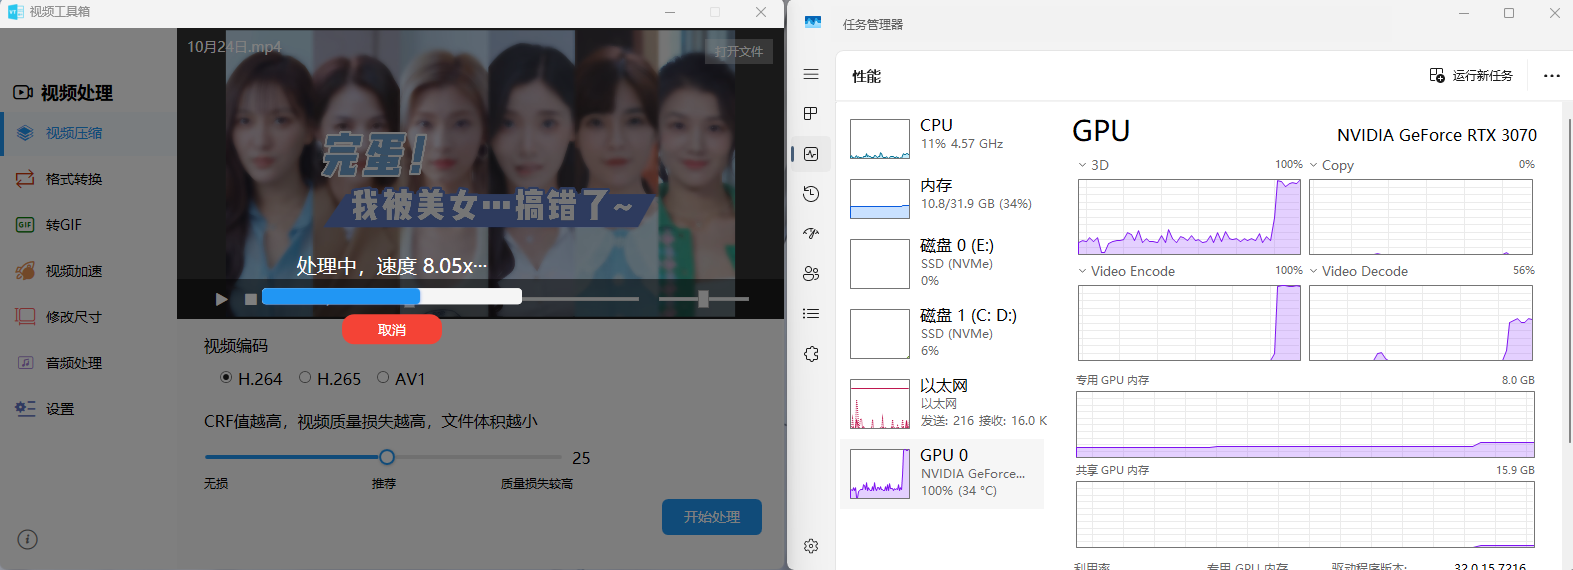 视频工具箱
10月24日.mp4
打开文件
视频处理
视频压缩
格式转换
转GIF
视频加速
修改尺寸
音频处理
设置
完蛋!
我被美女…搞错了~
处理中，速度 8.05x···
取消
视频编码
H.264 H.265 AV1
CRF值越高，视频质量损失越高，文件体积越小
25
无损 推荐 质量损失较高
开始处理
任务管理器
性能
运行新任务
CPU
11% 4.57 GHz
内存
10.8/31.9 GB (34%)
磁盘 0 (E:)
SSD (NVMe)
0%
磁盘 1 (C: D:)
SSD (NVMe)
6%
以太网
以太网
发送: 216 接收: 16.0 K
GPU 0
NVIDIA GeForce...
100% (34 °C)
GPU
NVIDIA GeForce RTX 3070
3D 100% Copy 0%
Video Encode 100% Video Decode 56%
专用 GPU 内存 8.0 GB
共享 GPU 内存 15.9 GB
利用率 专用 GPU 内存 驱动程序版本: 32.0.15.7216